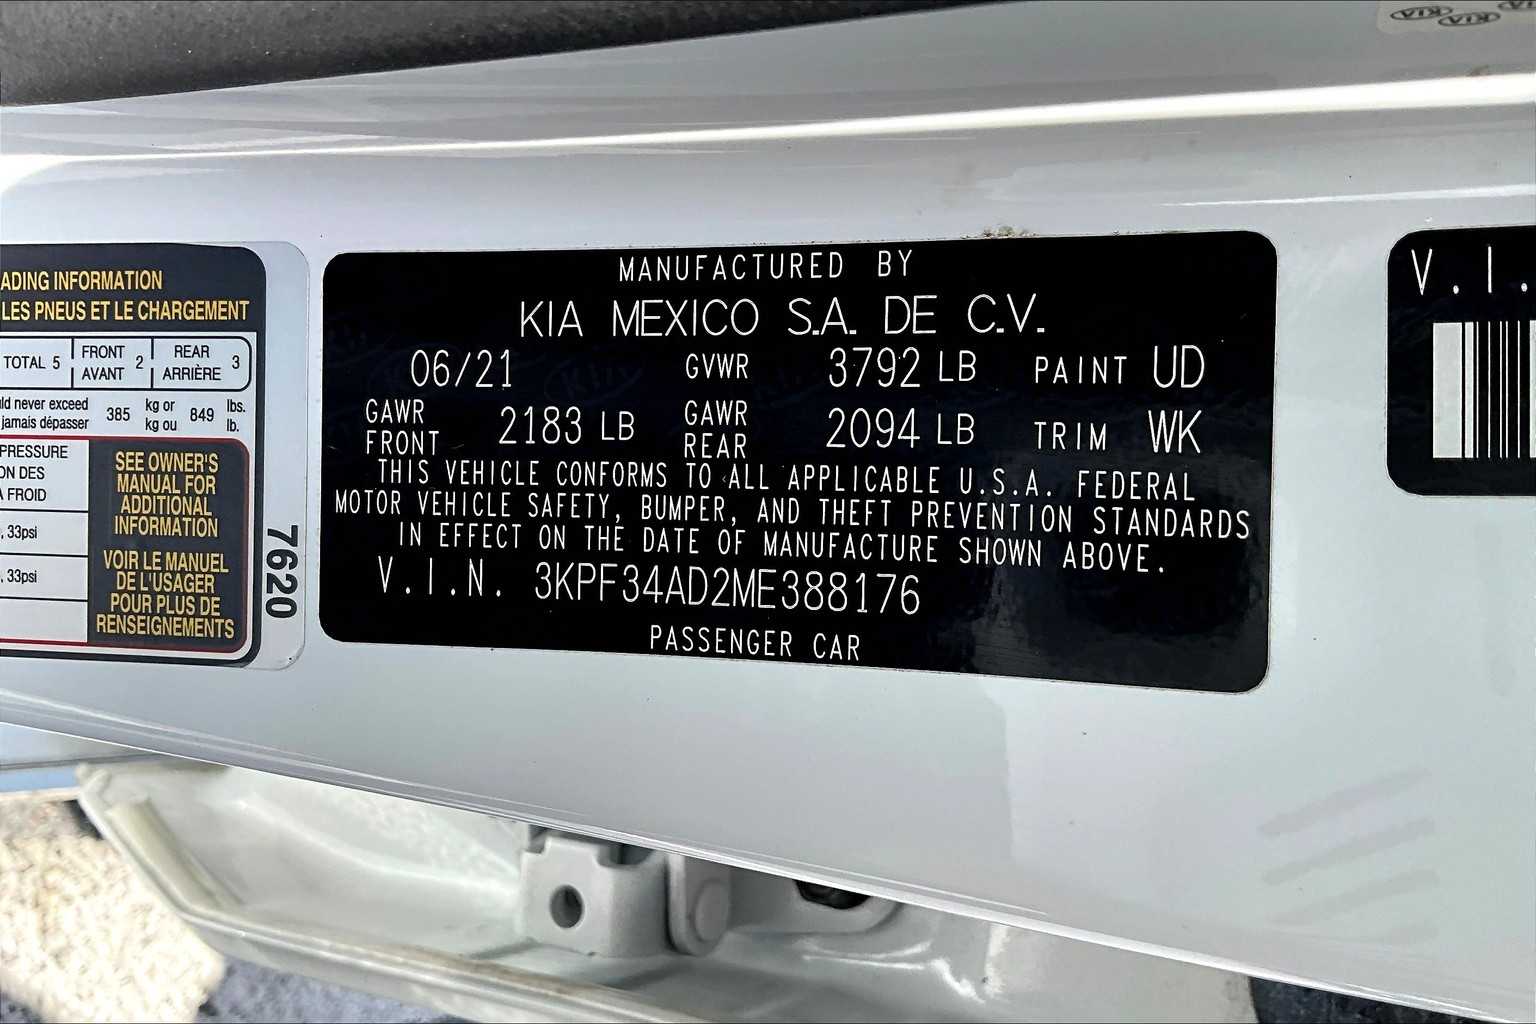 KIA KIA
ADING INFORMATION
LES PNEUS ET LE CHARGEMENT
TOTAL 5 FRONT AVANT 2 REAR ARRIÈRE 3
ld never exceed
jamais dépasser
385 kg or kg ou 849 lbs. lb.
PRESSURE
ON DES
A FROID
, 33psi
, 33psi
SEE OWNER'S
MANUAL FOR
ADDITIONAL
INFORMATION
VOIR LE MANUEL
DE L'USAGER
POUR PLUS DE
RENSEIGNEMENTS
7620
MANUFACTURED BY
KIA MEXICO S.A. DE C.V.
06/21 GVWR 3792 LB PAINT UD
GAWR FRONT 2183 LB GAWR REAR 2094 LB TRIM WK
THIS VEHICLE CONFORMS TO ALL APPLICABLE U.S.A. FEDERAL
MOTOR VEHICLE SAFETY, BUMPER, AND THEFT PREVENTION STANDARDS
IN EFFECT ON THE DATE OF MANUFACTURE SHOWN ABOVE.
V.I.N. 3KPF34AD2ME388176
PASSENGER CAR
V.I.